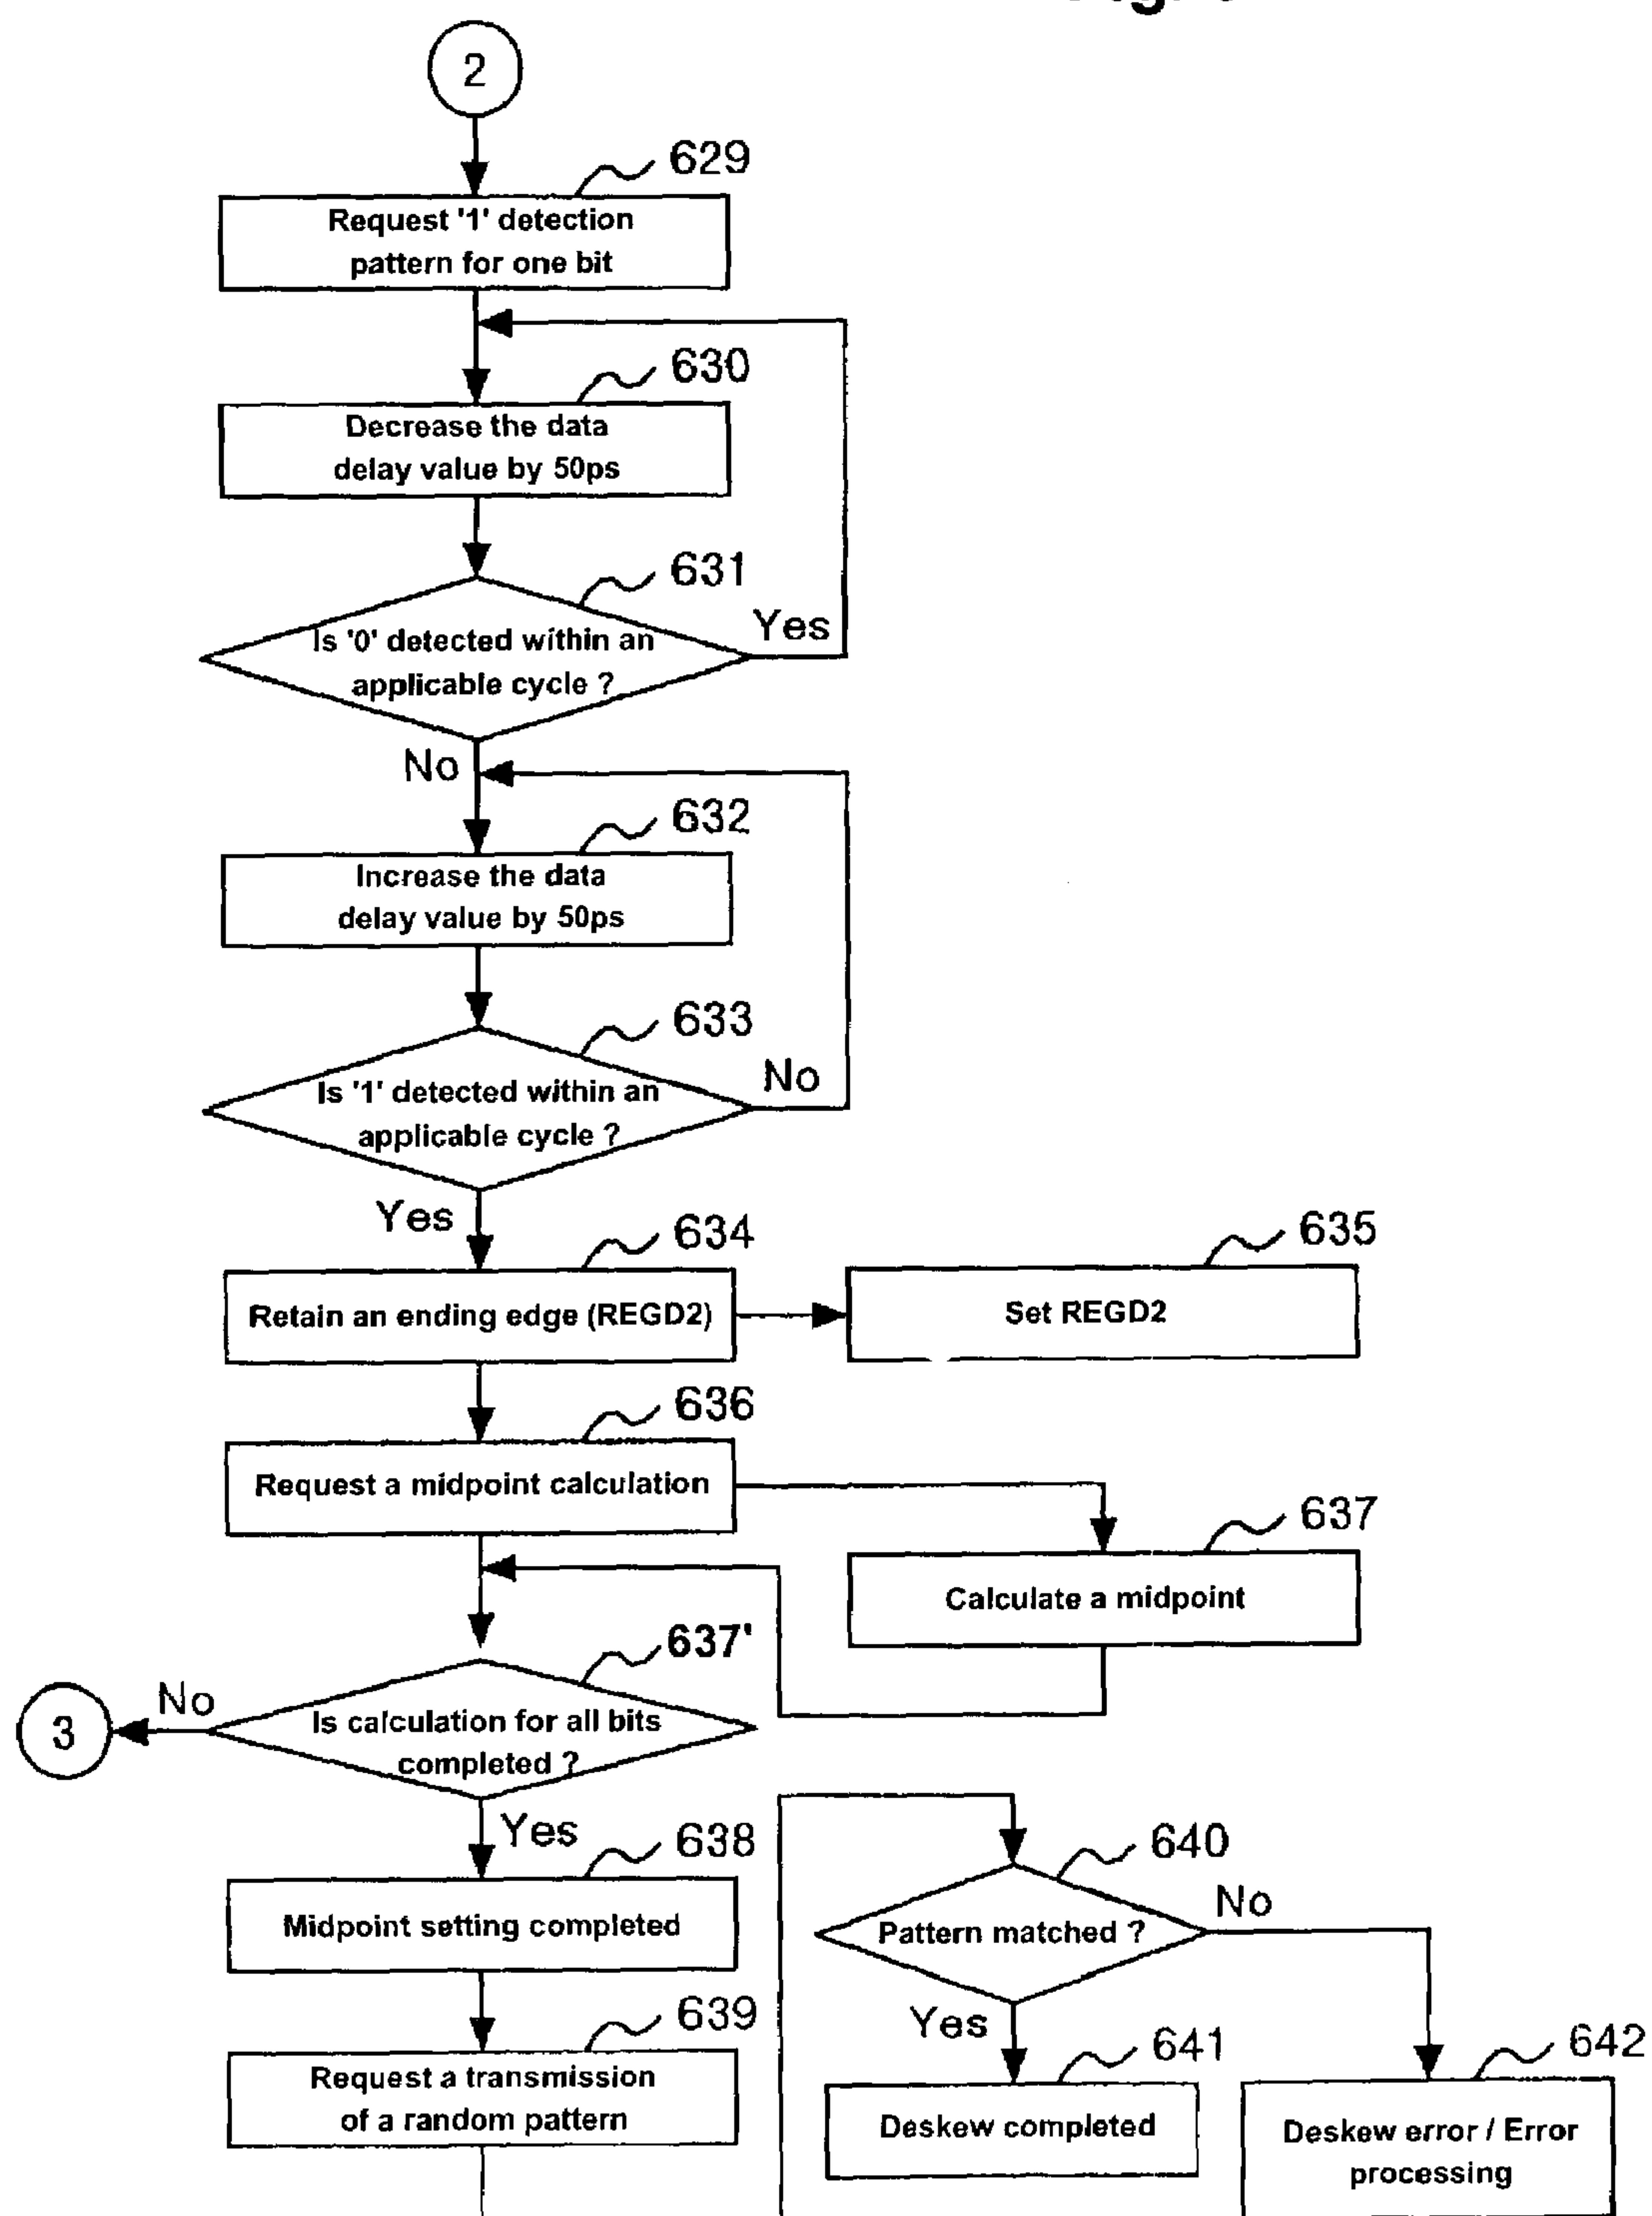 2
629
Request '1' detection
pattern for one bit
630
Decrease the data
delay value by 50ps
631
Is '0' detected within an
applicable cycle ?
Yes
No
632
Increase the data
delay value by 50ps
633
Is '1' detected within an
applicable cycle ?
No
Yes
634
Retain an ending edge (REGD2)
635
Set REGD2
636
Request a midpoint calculation
637
Calculate a midpoint
637'
Is calculation for all bits
completed ?
No
3
Yes
638
Midpoint setting completed
639
Request a transmission
of a random pattern
640
Pattern matched ?
No
Yes
641
Deskew completed
642
Deskew error / Error
processing